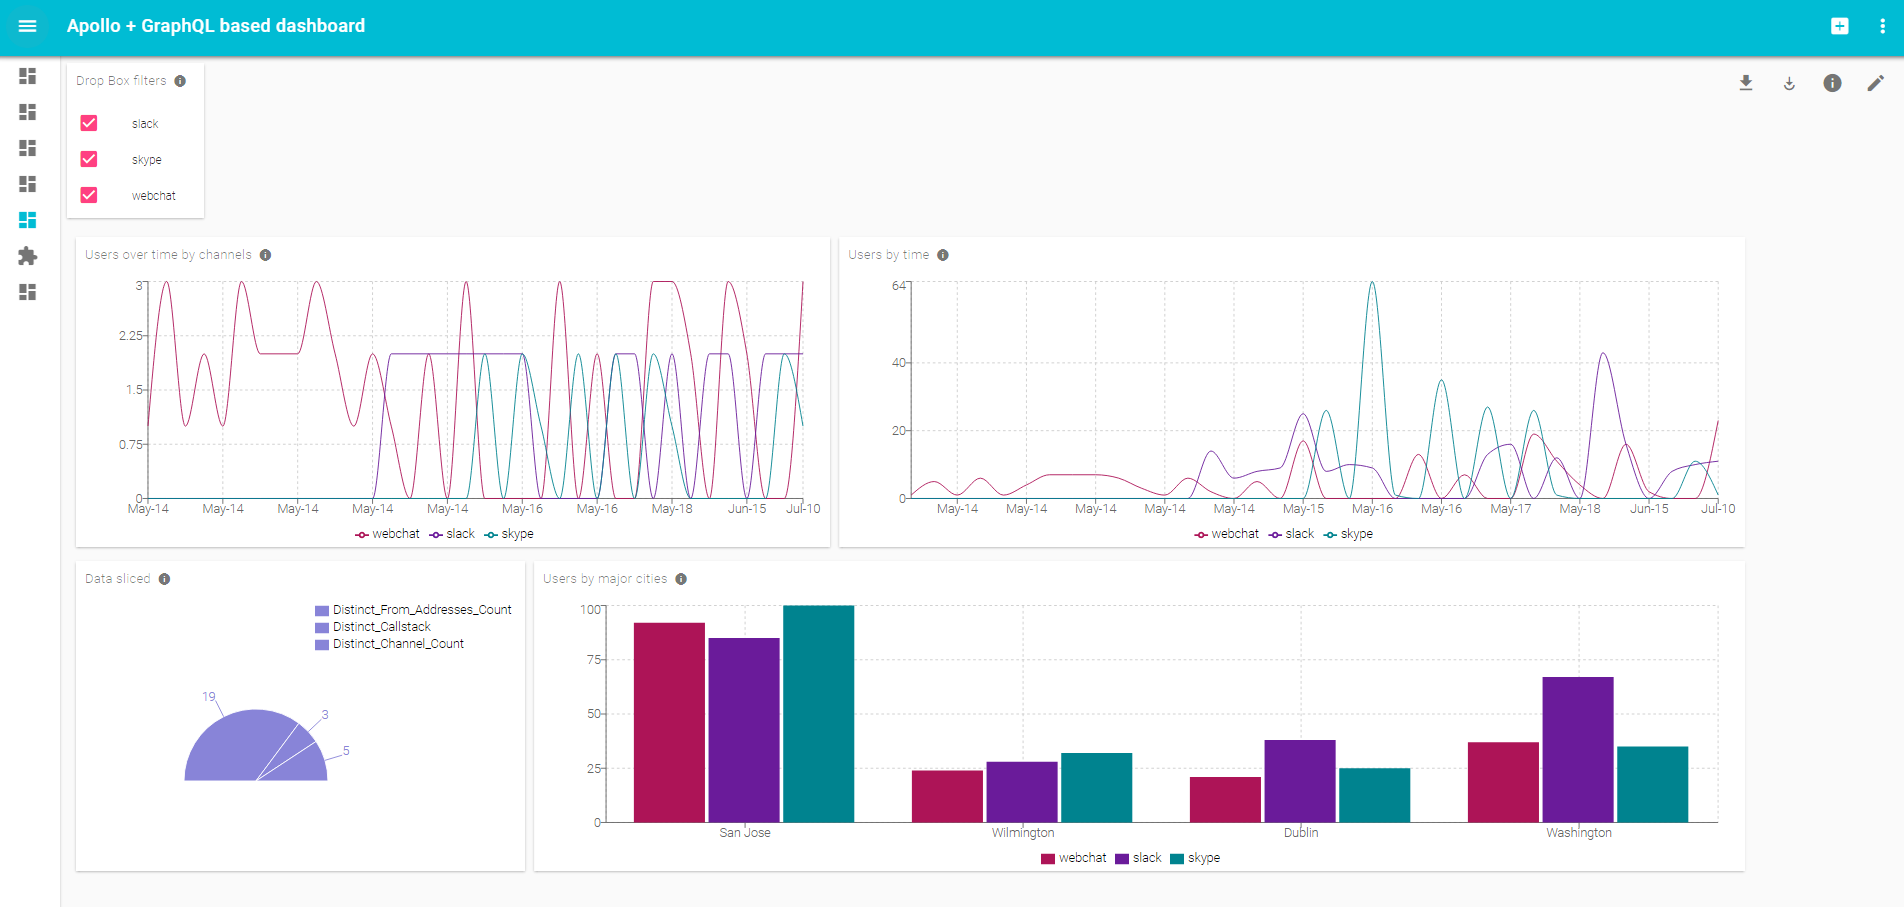 Apollo + GraphQL based dashboard
Drop Box filters
slack
skype
webchat
Users over time by channels
3
2.25
1.5
0.75
0
May-14 May-14 May-14 May-14 May-14 May-16 May-16 May-18 Jun-15 Jul-10
webchat slack skype
Users by time
64
40
20
0
May-14 May-14 May-14 May-14 May-14 May-15 May-16 May-16 May-17 May-18 Jun-15 Jul-10
webchat slack skype
Data sliced
Distinct_From_Addresses_Count
Distinct_Callstack
Distinct_Channel_Count
19
3
5
Users by major cities
100
75
50
25
0
San Jose Wilmington Dublin Washington
webchat slack skype